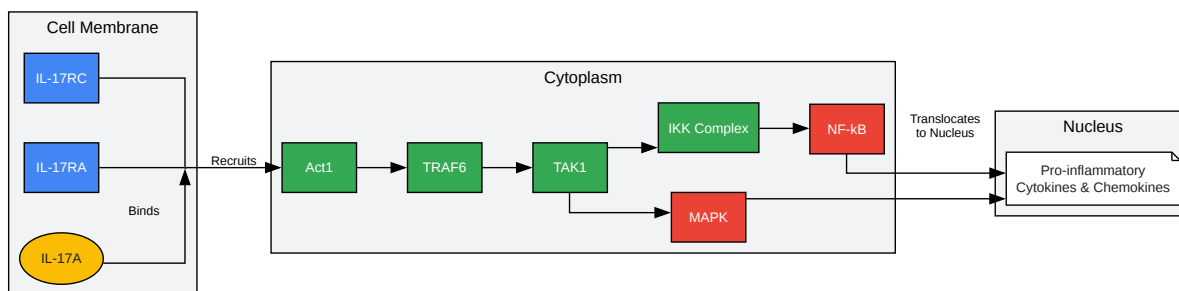 Cell Membrane
IL-17RC
IL-17RA
Binds
IL-17A
Recruits
Cytoplasm
Act1
TRAF6
TAK1
IKK Complex
NF-kB
MAPK
Translocates
to Nucleus
Nucleus
Pro-inflammatory
Cytokines & Chemokines